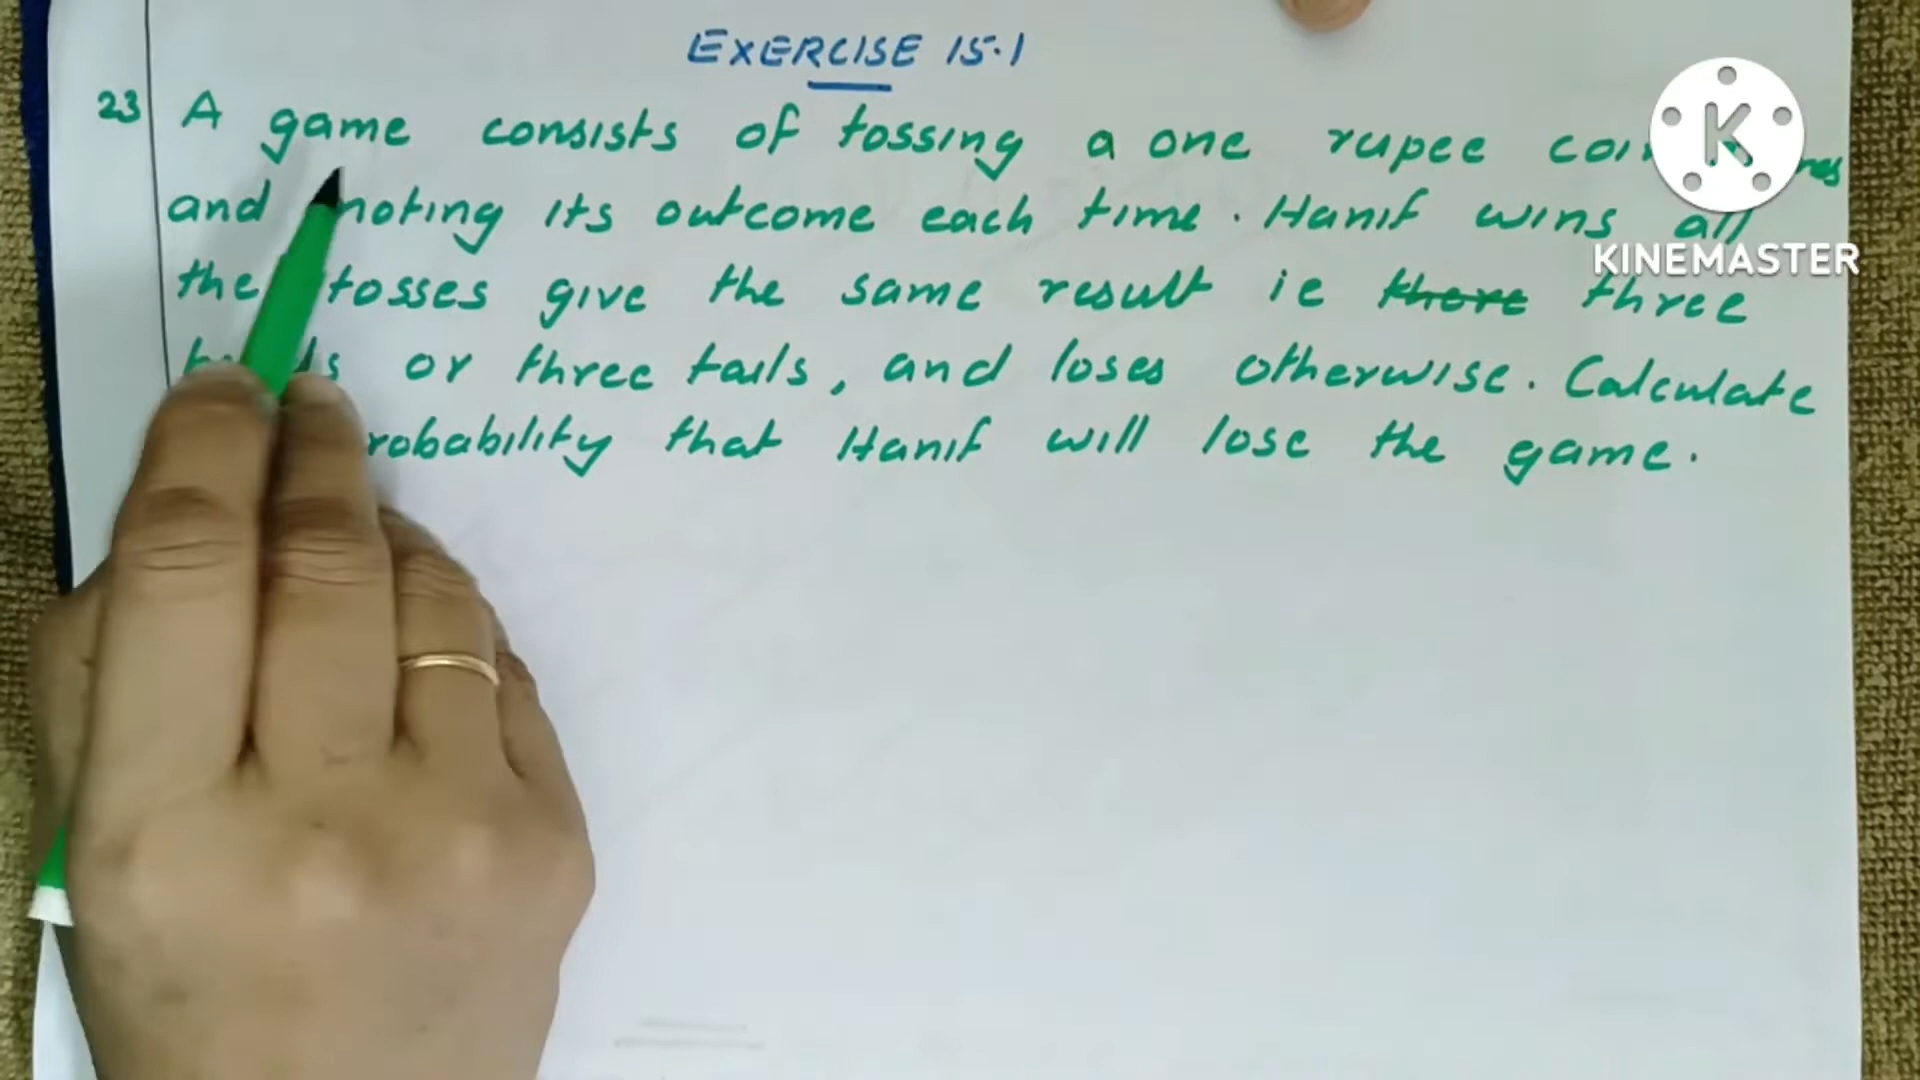 EXERCISE 15.1
23 A game consists of tossing a one rupee
and noting its outcome each time. Hanif wins all
the tosses give the same result ie there three
or three tails, and loses otherwise. Calculate
that Hanif will lose the game.
K
KINEMASTER